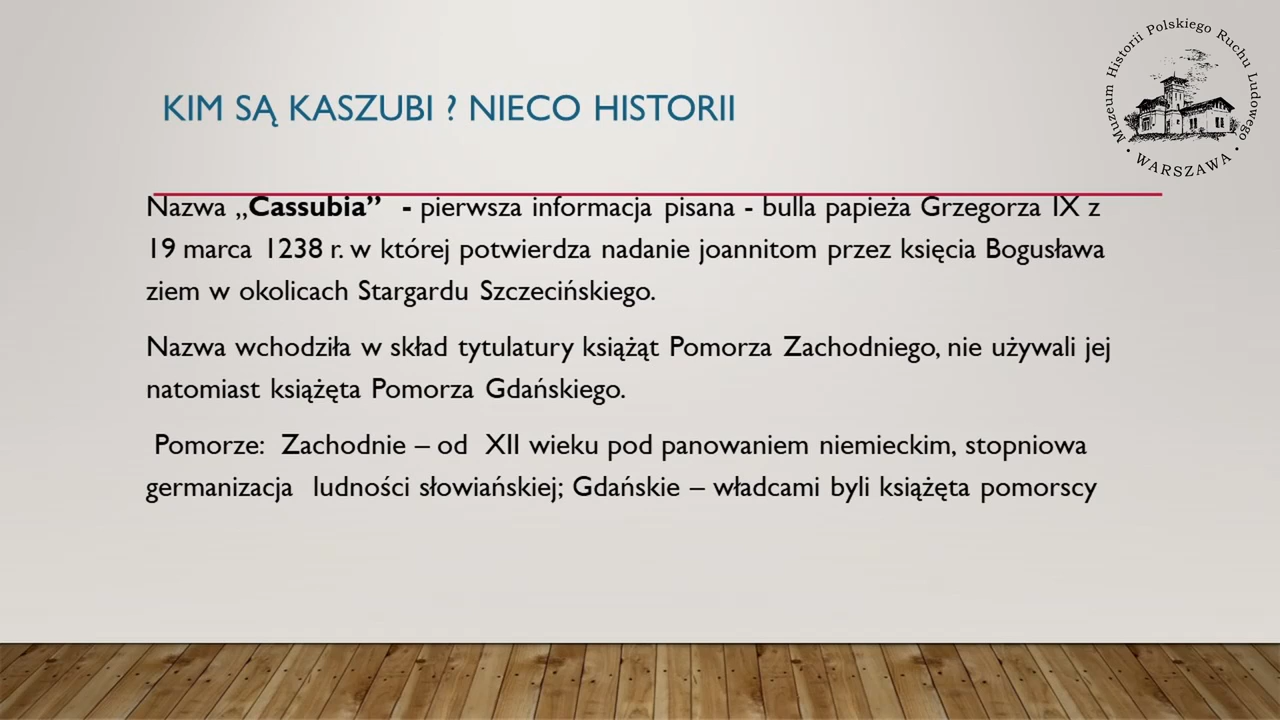 Muzeum Historii Polskiego Ruchu Ludowego
• WARSZAWA •
KIM SĄ KASZUBI ? NIECO HISTORII
Nazwa „Cassubia” - pierwsza informacja pisana - bulla papieża Grzegorza IX z
19 marca 1238 r. w której potwierdza nadanie joannitom przez księcia Bogusława
ziem w okolicach Stargardu Szczecińskiego.
Nazwa wchodziła w skład tytulatury książąt Pomorza Zachodniego, nie używali jej
natomiast książęta Pomorza Gdańskiego.
Pomorze: Zachodnie – od XII wieku pod panowaniem niemieckim, stopniowa
germanizacja ludności słowiańskiej; Gdańskie – władcami byli książęta pomorscy